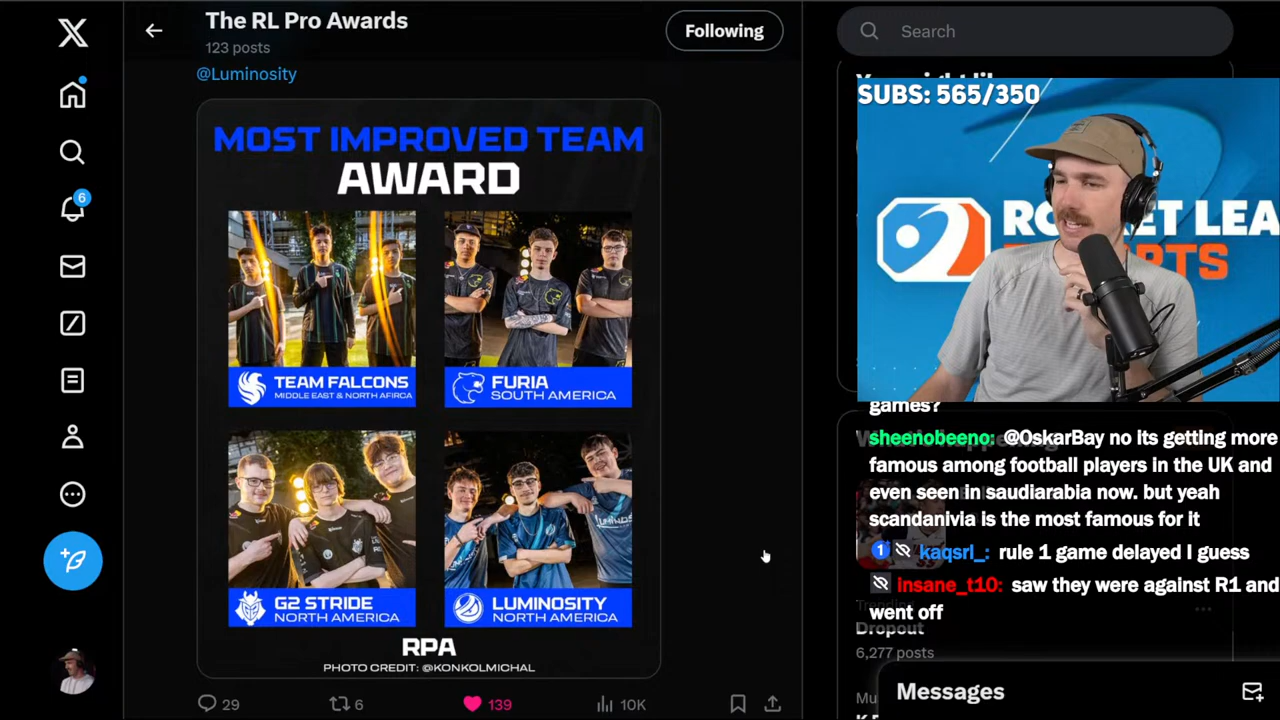 The RL Pro Awards
123 posts
Following
@Luminosity
MOST IMPROVED TEAM
AWARD
TEAM FALCONS
MIDDLE EAST & NORTH AFIRCA
FURIA
SOUTH AMERICA
G2 STRIDE
NORTH AMERICA
LUMINOSITY
NORTH AMERICA
RPA
PHOTO CREDIT: @KONKOLMICHAL
29
6
139
10K
6
Search
SUBS: 565/350
games?
sheenobeeno: @OskarBay no its getting more
famous among football players in the UK and
even seen in saudiarabia now. but yeah
scandanivia is the most famous for it
1 kaqsrl_: rule 1 game delayed I guess
insane_t10: saw they were against R1 and
went off
Dropout
6,277 posts
Messages